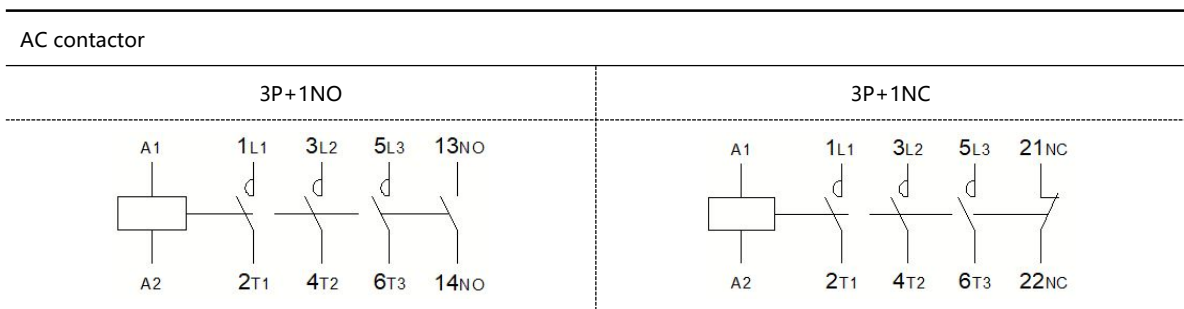 AC contactor
3P+1NO 3P+1NC
A1 1L1 3L2 5L3 13NO A1 1L1 3L2 5L3 21NC
A2 2T1 4T2 6T3 14NO A2 2T1 4T2 6T3 22NC